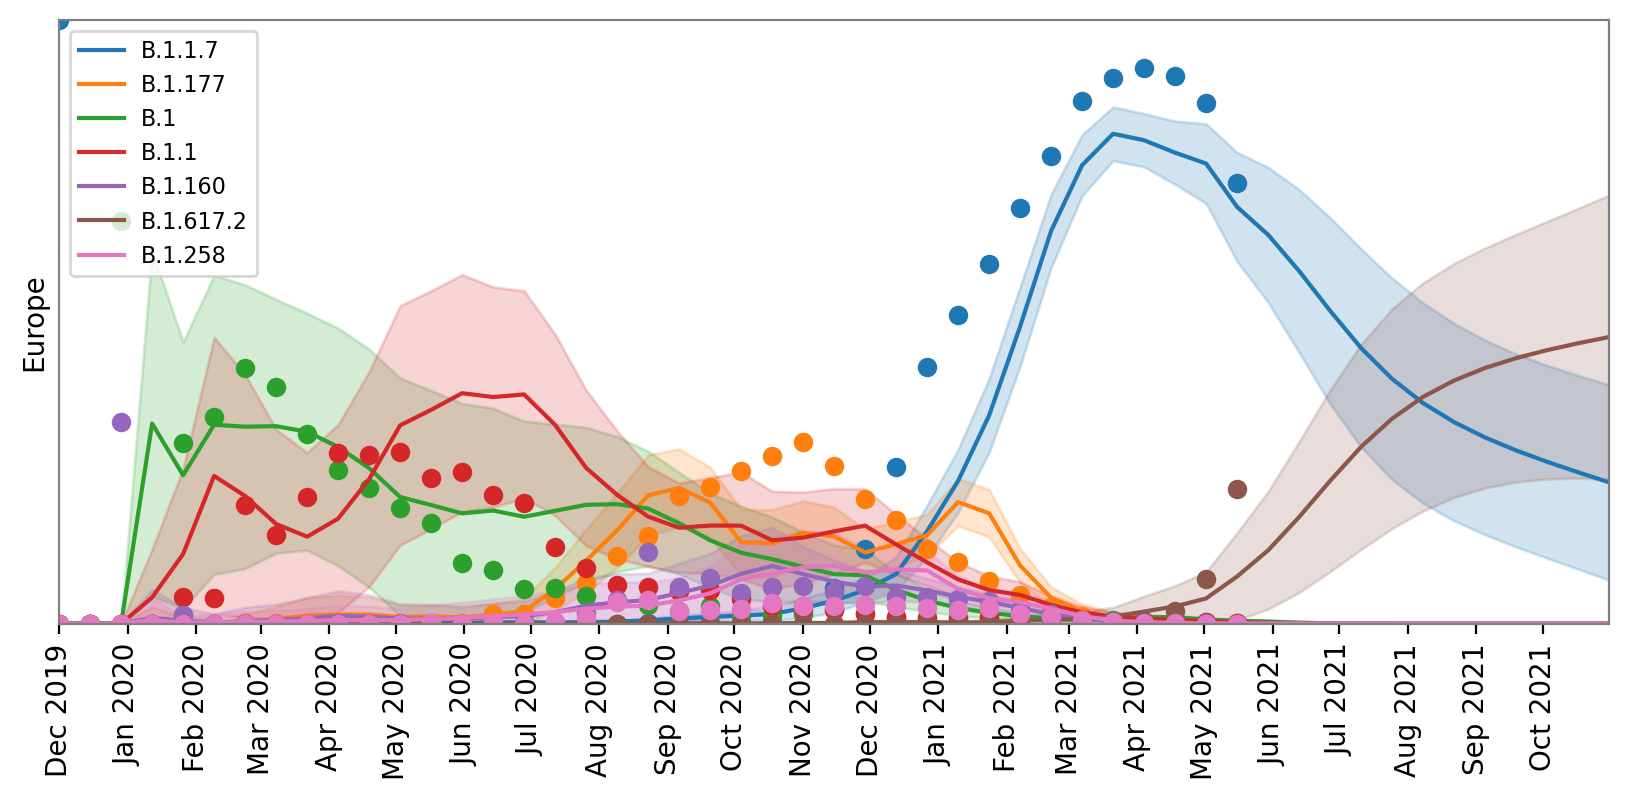 B.1.1.7
B.1.177
B.1
B.1.1
B.1.160
B.1.617.2
B.1.258
Europe
Dec 2019
Jan 2020
Feb 2020
Mar 2020
Apr 2020
May 2020
Jun 2020
Jul 2020
Aug 2020
Sep 2020
Oct 2020
Nov 2020
Dec 2020
Jan 2021
Feb 2021
Mar 2021
Apr 2021
May 2021
Jun 2021
Jul 2021
Aug 2021
Sep 2021
Oct 2021